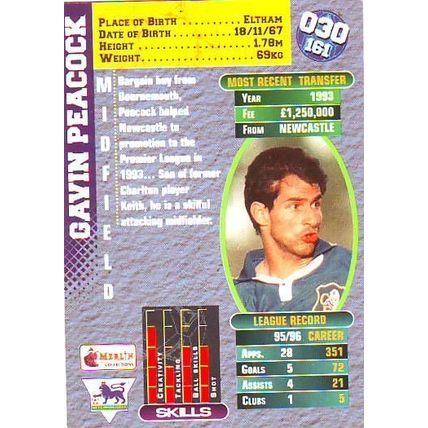 GAVIN PEACOCK
MIDFIELD
PLACE OF BIRTH .......... ELTHAM
DATE OF BIRTH ......... 18/11/67
HEIGHT .................. 1.78M
WEIGHT.................... 69KG
030
161
Bargain buy from
Bournemouth,
Peacock helped
Newcastle to
promotion to the
Premier League in
1993... Son of former
Charlton player
Keith, he is a skilful
attacking midfielder.
MOST RECENT TRANSFER
YEAR 1993
FEE £1,250,000
FROM NEWCASTLE
LEAGUE RECORD
95/96 CAREER
APPS. 28 351
GOALS 5 72
ASSISTS 4 21
CLUBS 1 5
CREATIVITY
TACKLING
BALL SKILLS
SHOT
SKILLS
MERLIN
COLLECTIONS